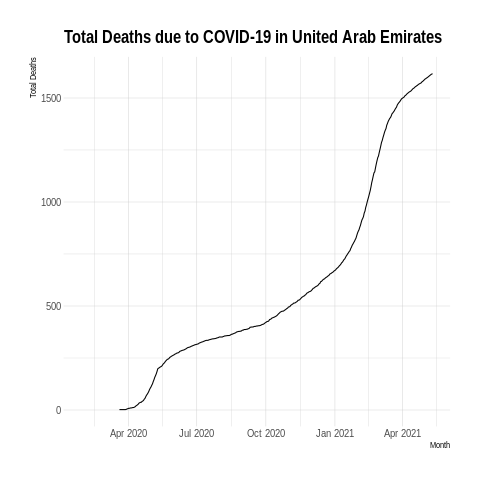 Total Deaths due to COVID-19 in United Arab Emirates
Total Deaths
1500
1000
500
0
Apr 2020 Jul 2020 Oct 2020 Jan 2021 Apr 2021
Month